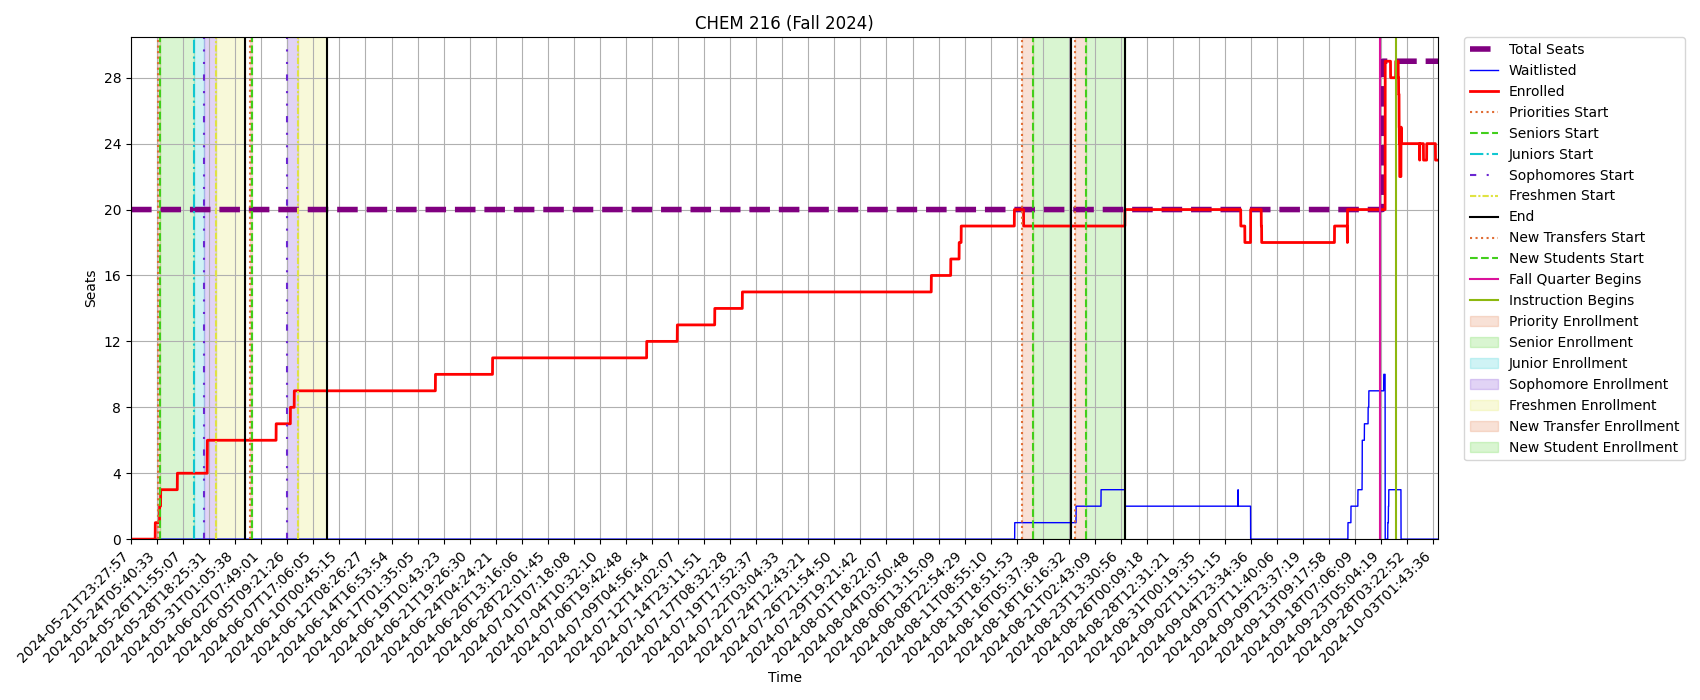 CHEM 216 (Fall 2024)
Seats
28
24
20
16
12
8
4
0
2024-05-21T23:27:57
2024-05-24T05:40:33
2024-05-26T11:55:07
2024-05-28T18:25:31
2024-05-31T01:05:38
2024-06-02T07:49:01
2024-06-05T09:21:26
2024-06-07T17:06:05
2024-06-10T00:45:15
2024-06-12T08:26:27
2024-06-14T16:53:54
2024-06-17T01:35:05
2024-06-19T10:43:23
2024-06-21T19:26:30
2024-06-24T04:24:21
2024-06-26T13:16:06
2024-06-28T22:01:45
2024-07-01T07:18:08
2024-07-04T10:32:10
2024-07-06T19:42:48
2024-07-09T04:56:54
2024-07-12T14:02:07
2024-07-14T23:11:51
2024-07-17T08:32:28
2024-07-19T17:52:37
2024-07-22T03:04:33
2024-07-24T12:43:21
2024-07-26T21:54:50
2024-07-29T19:21:42
2024-08-01T18:22:07
2024-08-04T03:50:48
2024-08-06T13:15:09
2024-08-08T22:54:29
2024-08-11T08:55:10
2024-08-13T18:51:53
2024-08-16T05:37:38
2024-08-18T16:16:32
2024-08-21T02:43:09
2024-08-23T13:30:56
2024-08-26T00:09:18
2024-08-28T12:31:21
2024-08-31T00:19:35
2024-09-02T11:51:15
2024-09-04T23:34:36
2024-09-07T11:40:06
2024-09-09T23:37:19
2024-09-13T09:17:58
2024-09-18T07:06:09
2024-09-23T05:04:19
2024-09-28T03:22:52
2024-10-03T01:43:36
Time
Total Seats
Waitlisted
Enrolled
Priorities Start
Seniors Start
Juniors Start
Sophomores Start
Freshmen Start
End
New Transfers Start
New Students Start
Fall Quarter Begins
Instruction Begins
Priority Enrollment
Senior Enrollment
Junior Enrollment
Sophomore Enrollment
Freshmen Enrollment
New Transfer Enrollment
New Student Enrollment